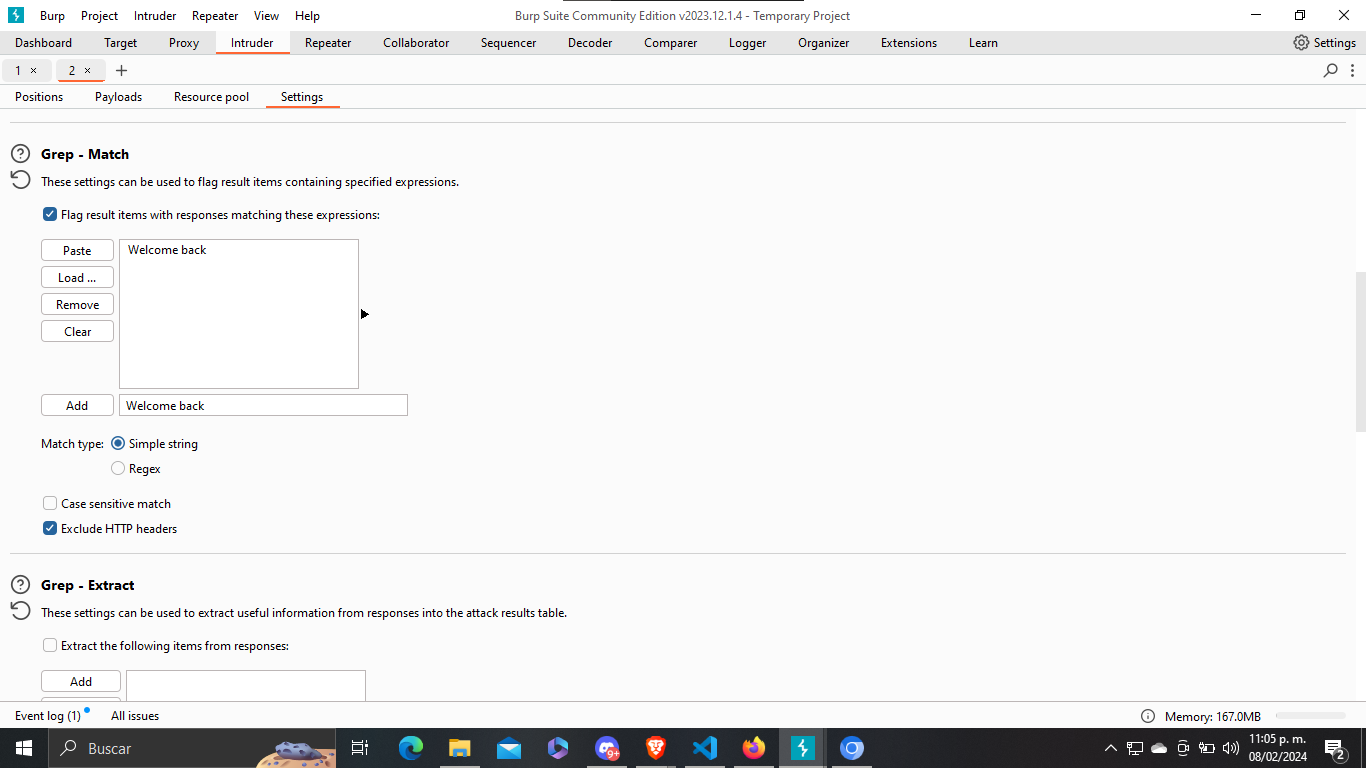 Burp Project Intruder Repeater View Help Burp Suite Community Edition v2023.12.1.4 - Temporary Project
Dashboard Target Proxy Intruder Repeater Collaborator Sequencer Decoder Comparer Logger Organizer Extensions Learn Settings
1 × 2 × +
Positions Payloads Resource pool Settings
Grep - Match
These settings can be used to flag result items containing specified expressions.
Flag result items with responses matching these expressions:
Paste Welcome back
Load ...
Remove
Clear
Add Welcome back
Match type: Simple string
Regex
Case sensitive match
Exclude HTTP headers
Grep - Extract
These settings can be used to extract useful information from responses into the attack results table.
Extract the following items from responses:
Add
Event log (1) All issues Memory: 167.0MB
Buscar 9+ 11:05 p. m.
08/02/2024 2